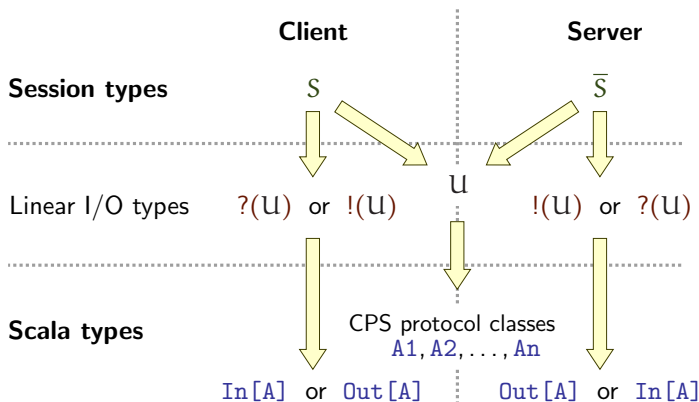 Client Server
Session types S S̅
U
Linear I/O types ?(U) or !(U) !(U) or ?(U)
CPS protocol classes
Scala types
A1, A2, ..., An
In[A] or Out[A] Out[A] or In[A]